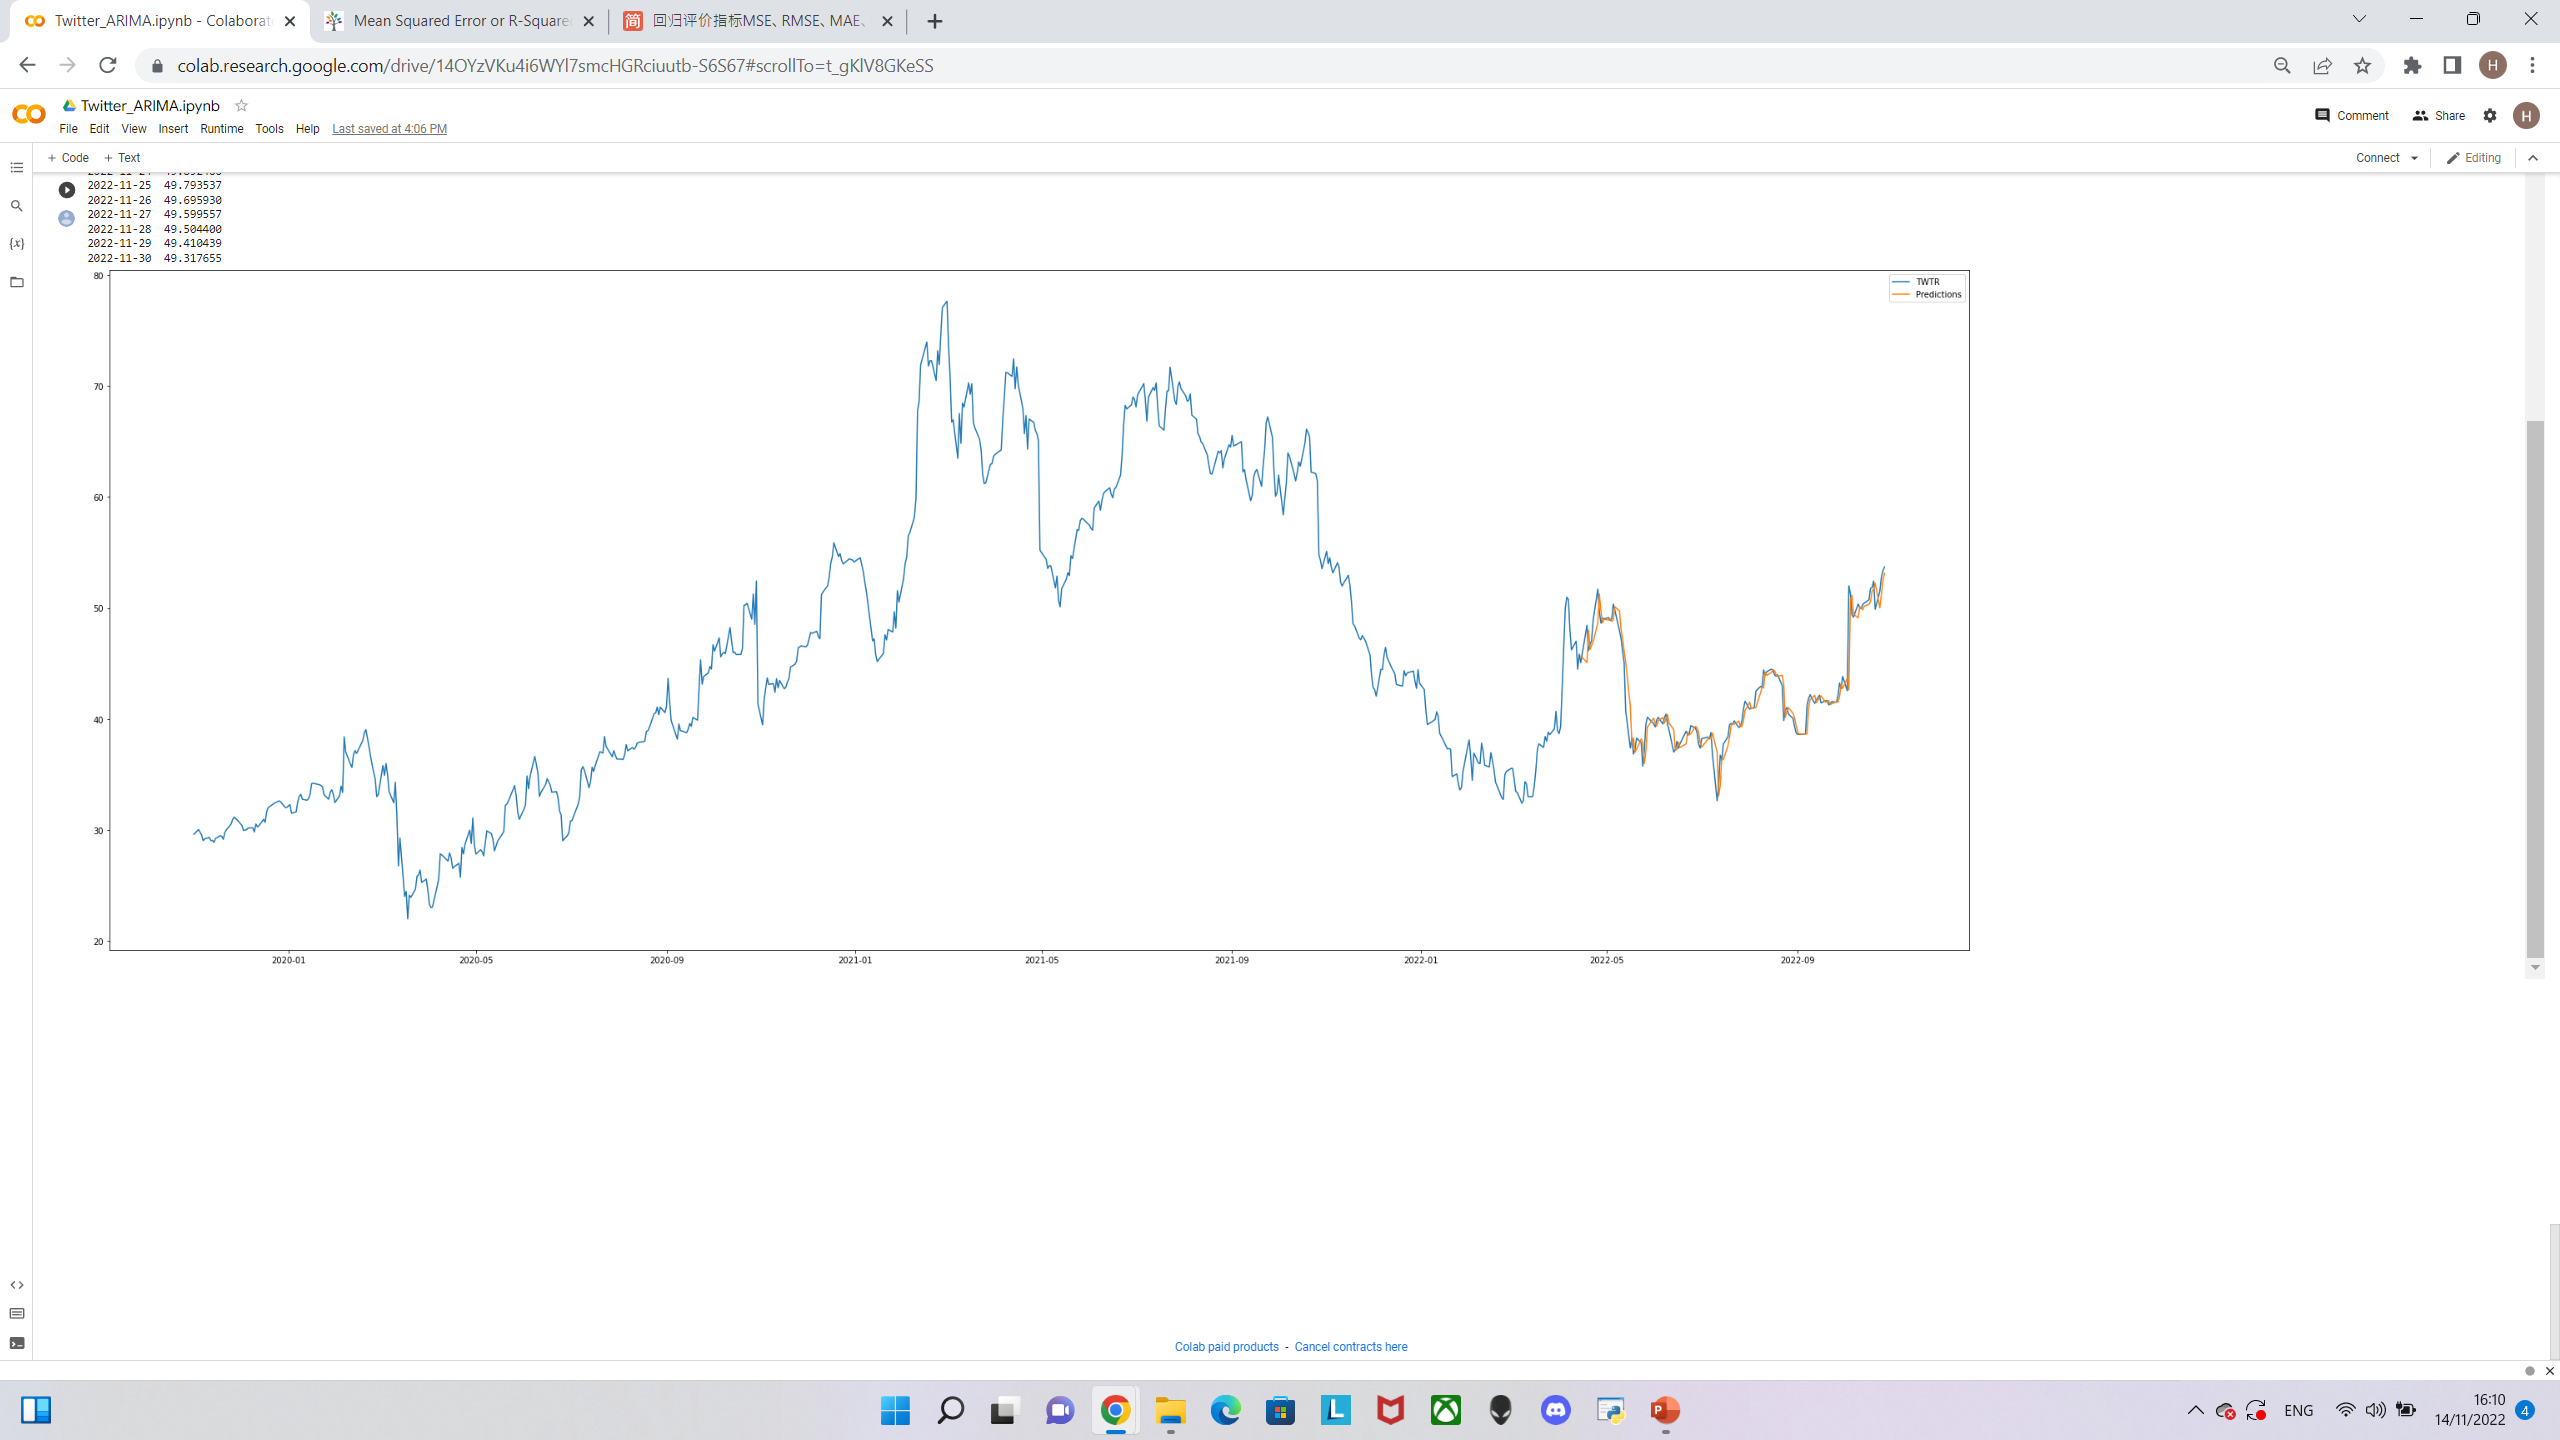 Twitter_ARIMA.ipynb - Colaborat
Mean Squared Error or R-Square
回归评价指标MSE、RMSE、MAE、
colab.research.google.com/drive/14OYzVKu4i6WYl7smcHGRciuutb-S6S67#scrollTo=t_gKlV8GKeSS
H
CO
Twitter_ARIMA.ipynb
File Edit View Insert Runtime Tools Help Last saved at 4:06 PM
Comment Share H
+ Code + Text
Connect Editing
2022-11-25 49.793537
2022-11-26 49.695930
2022-11-27 49.599557
2022-11-28 49.504400
2022-11-29 49.410439
2022-11-30 49.317655
{x}
TWTR
Predictions
80
70
60
50
40
30
20
2020-01 2020-05 2020-09 2021-01 2021-05 2021-09 2022-01 2022-05 2022-09
Colab paid products - Cancel contracts here
L
P
ENG
16:10
14/11/2022
4